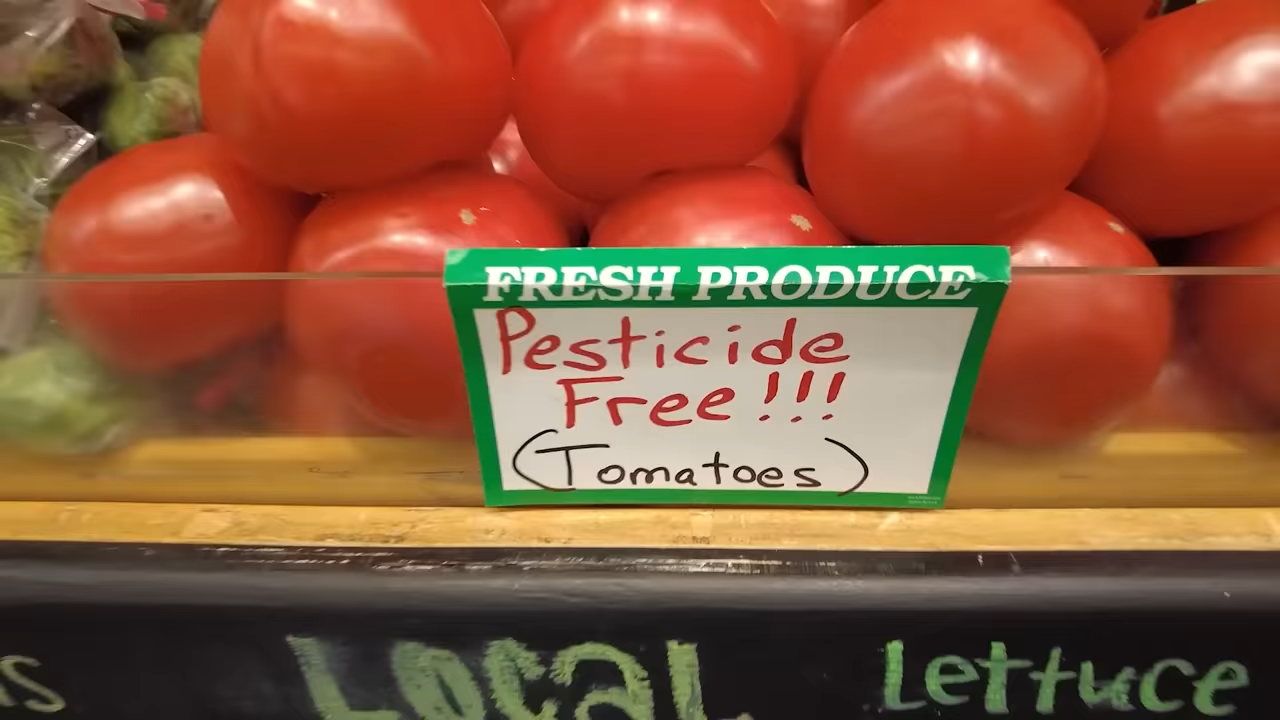 FRESH PRODUCE
Pesticide
Free!!!
(Tomatoes)
LOCAL Lettuce